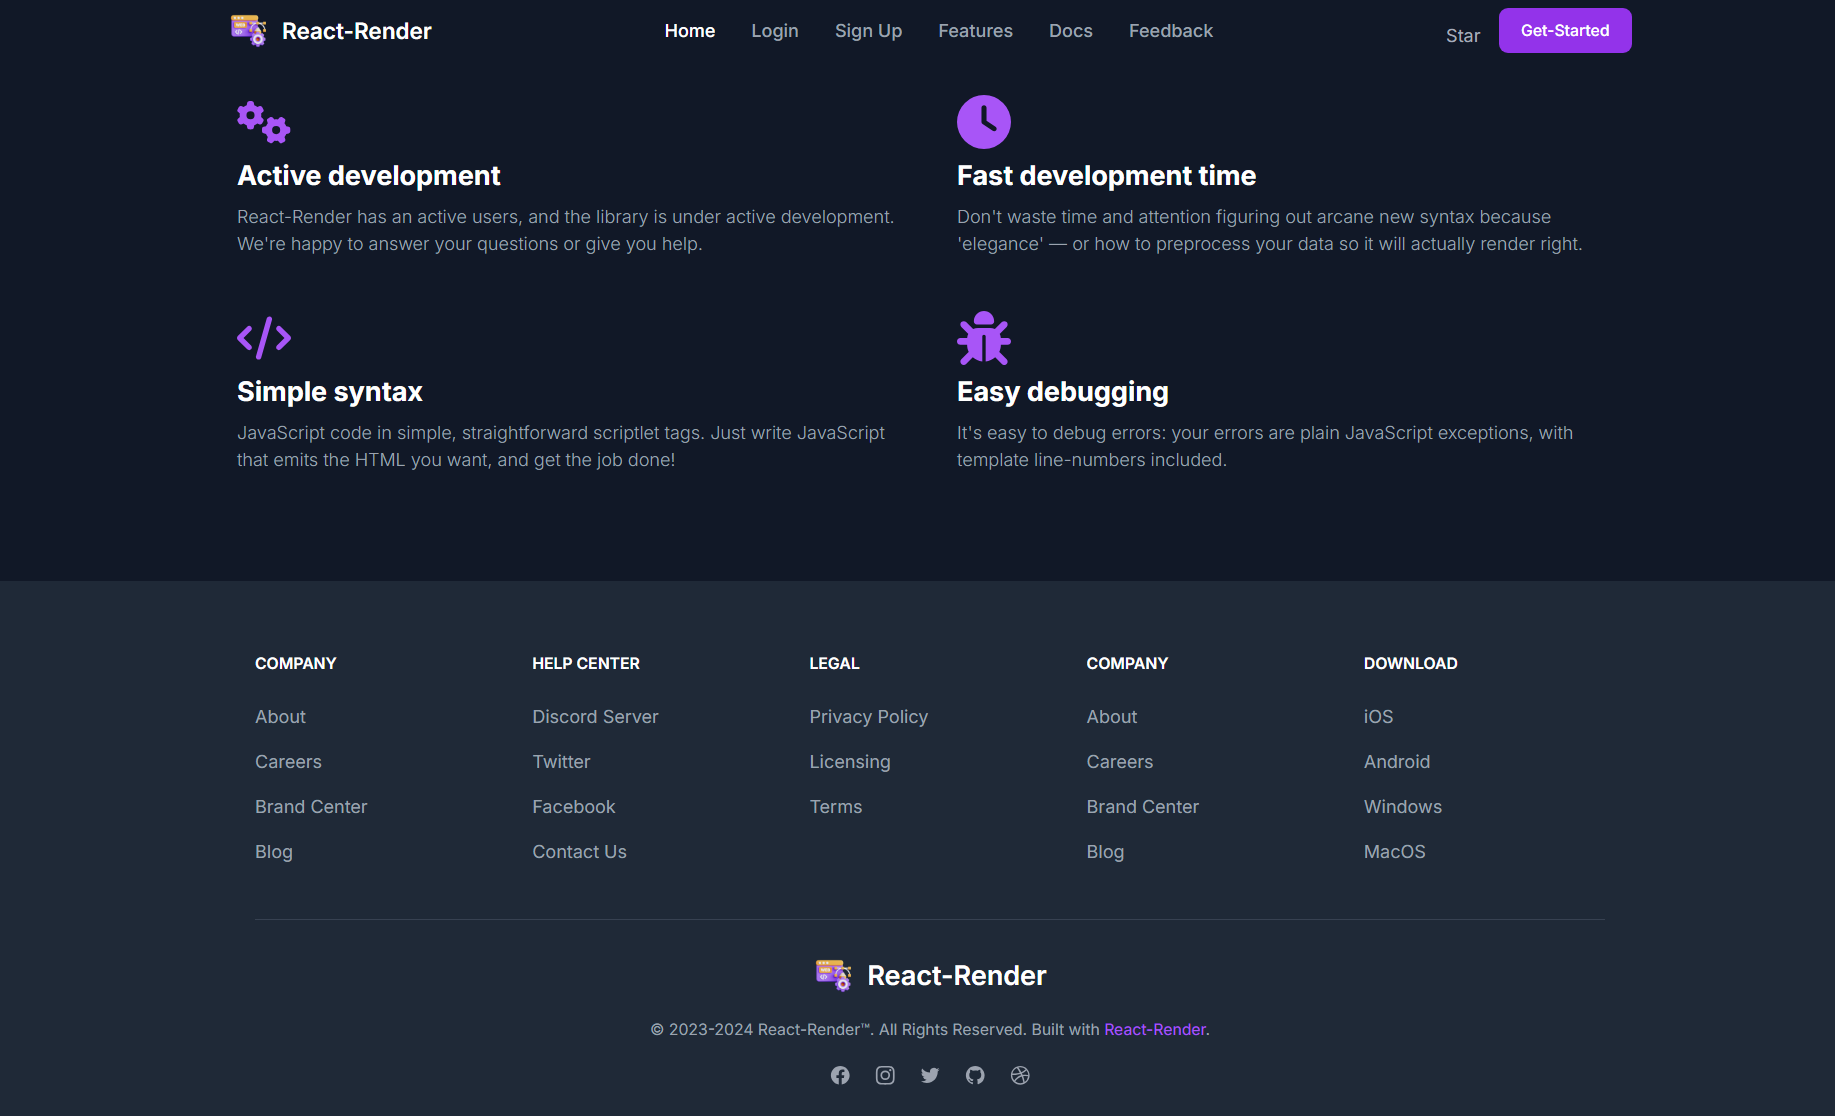 React-Render
Home Login Sign Up Features Docs Feedback
Star Get-Started
Active development
React-Render has an active users, and the library is under active development.
We're happy to answer your questions or give you help.
Fast development time
Don't waste time and attention figuring out arcane new syntax because
'elegance' — or how to preprocess your data so it will actually render right.
Simple syntax
JavaScript code in simple, straightforward scriptlet tags. Just write JavaScript
that emits the HTML you want, and get the job done!
Easy debugging
It's easy to debug errors: your errors are plain JavaScript exceptions, with
template line-numbers included.
COMPANY
About
Careers
Brand Center
Blog
HELP CENTER
Discord Server
Twitter
Facebook
Contact Us
LEGAL
Privacy Policy
Licensing
Terms
COMPANY
About
Careers
Brand Center
Blog
DOWNLOAD
iOS
Android
Windows
MacOS
React-Render
© 2023-2024 React-Render™. All Rights Reserved. Built with React-Render.